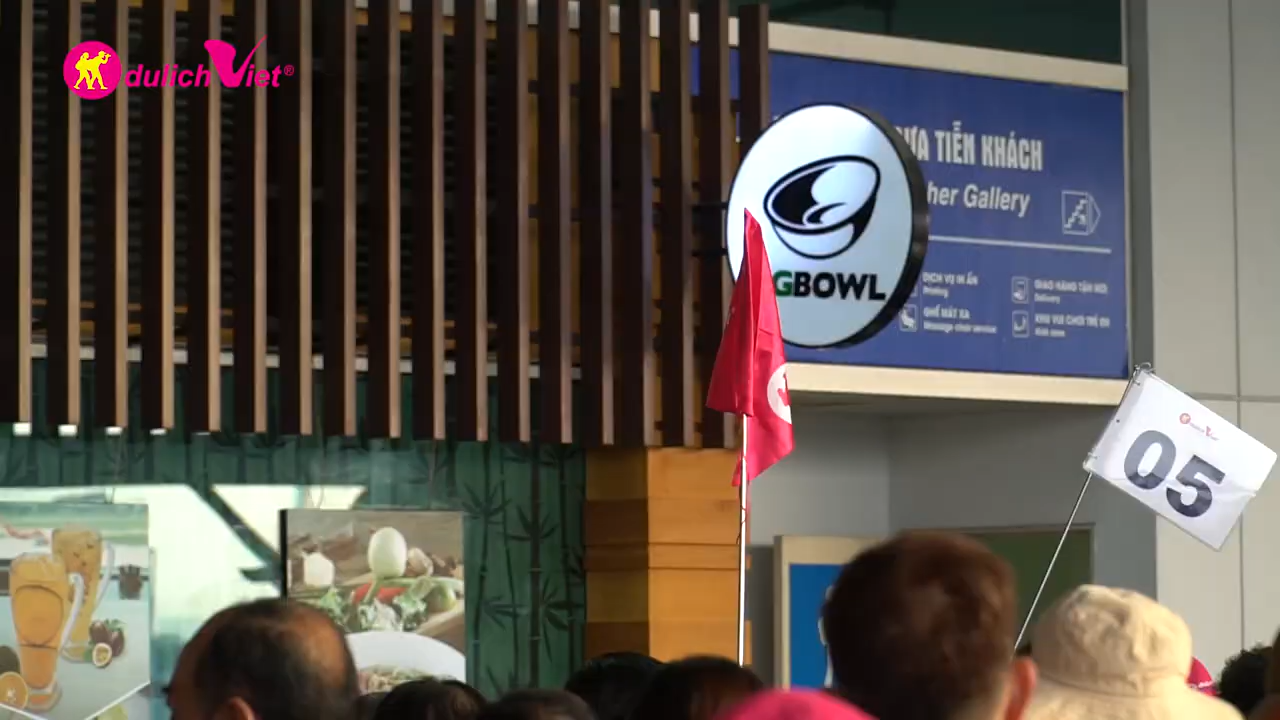 dulichViet®
ƯA TIỄN KHÁCH
her Gallery
GBOWL
DỊCH VỤ IN ẤN
Printing
GIAO HÀNG TẬN NƠI
Delivery
GHẾ MÁT XA
Massage chair service
KHU VUI CHƠI TRẺ EM
dulichViet
05